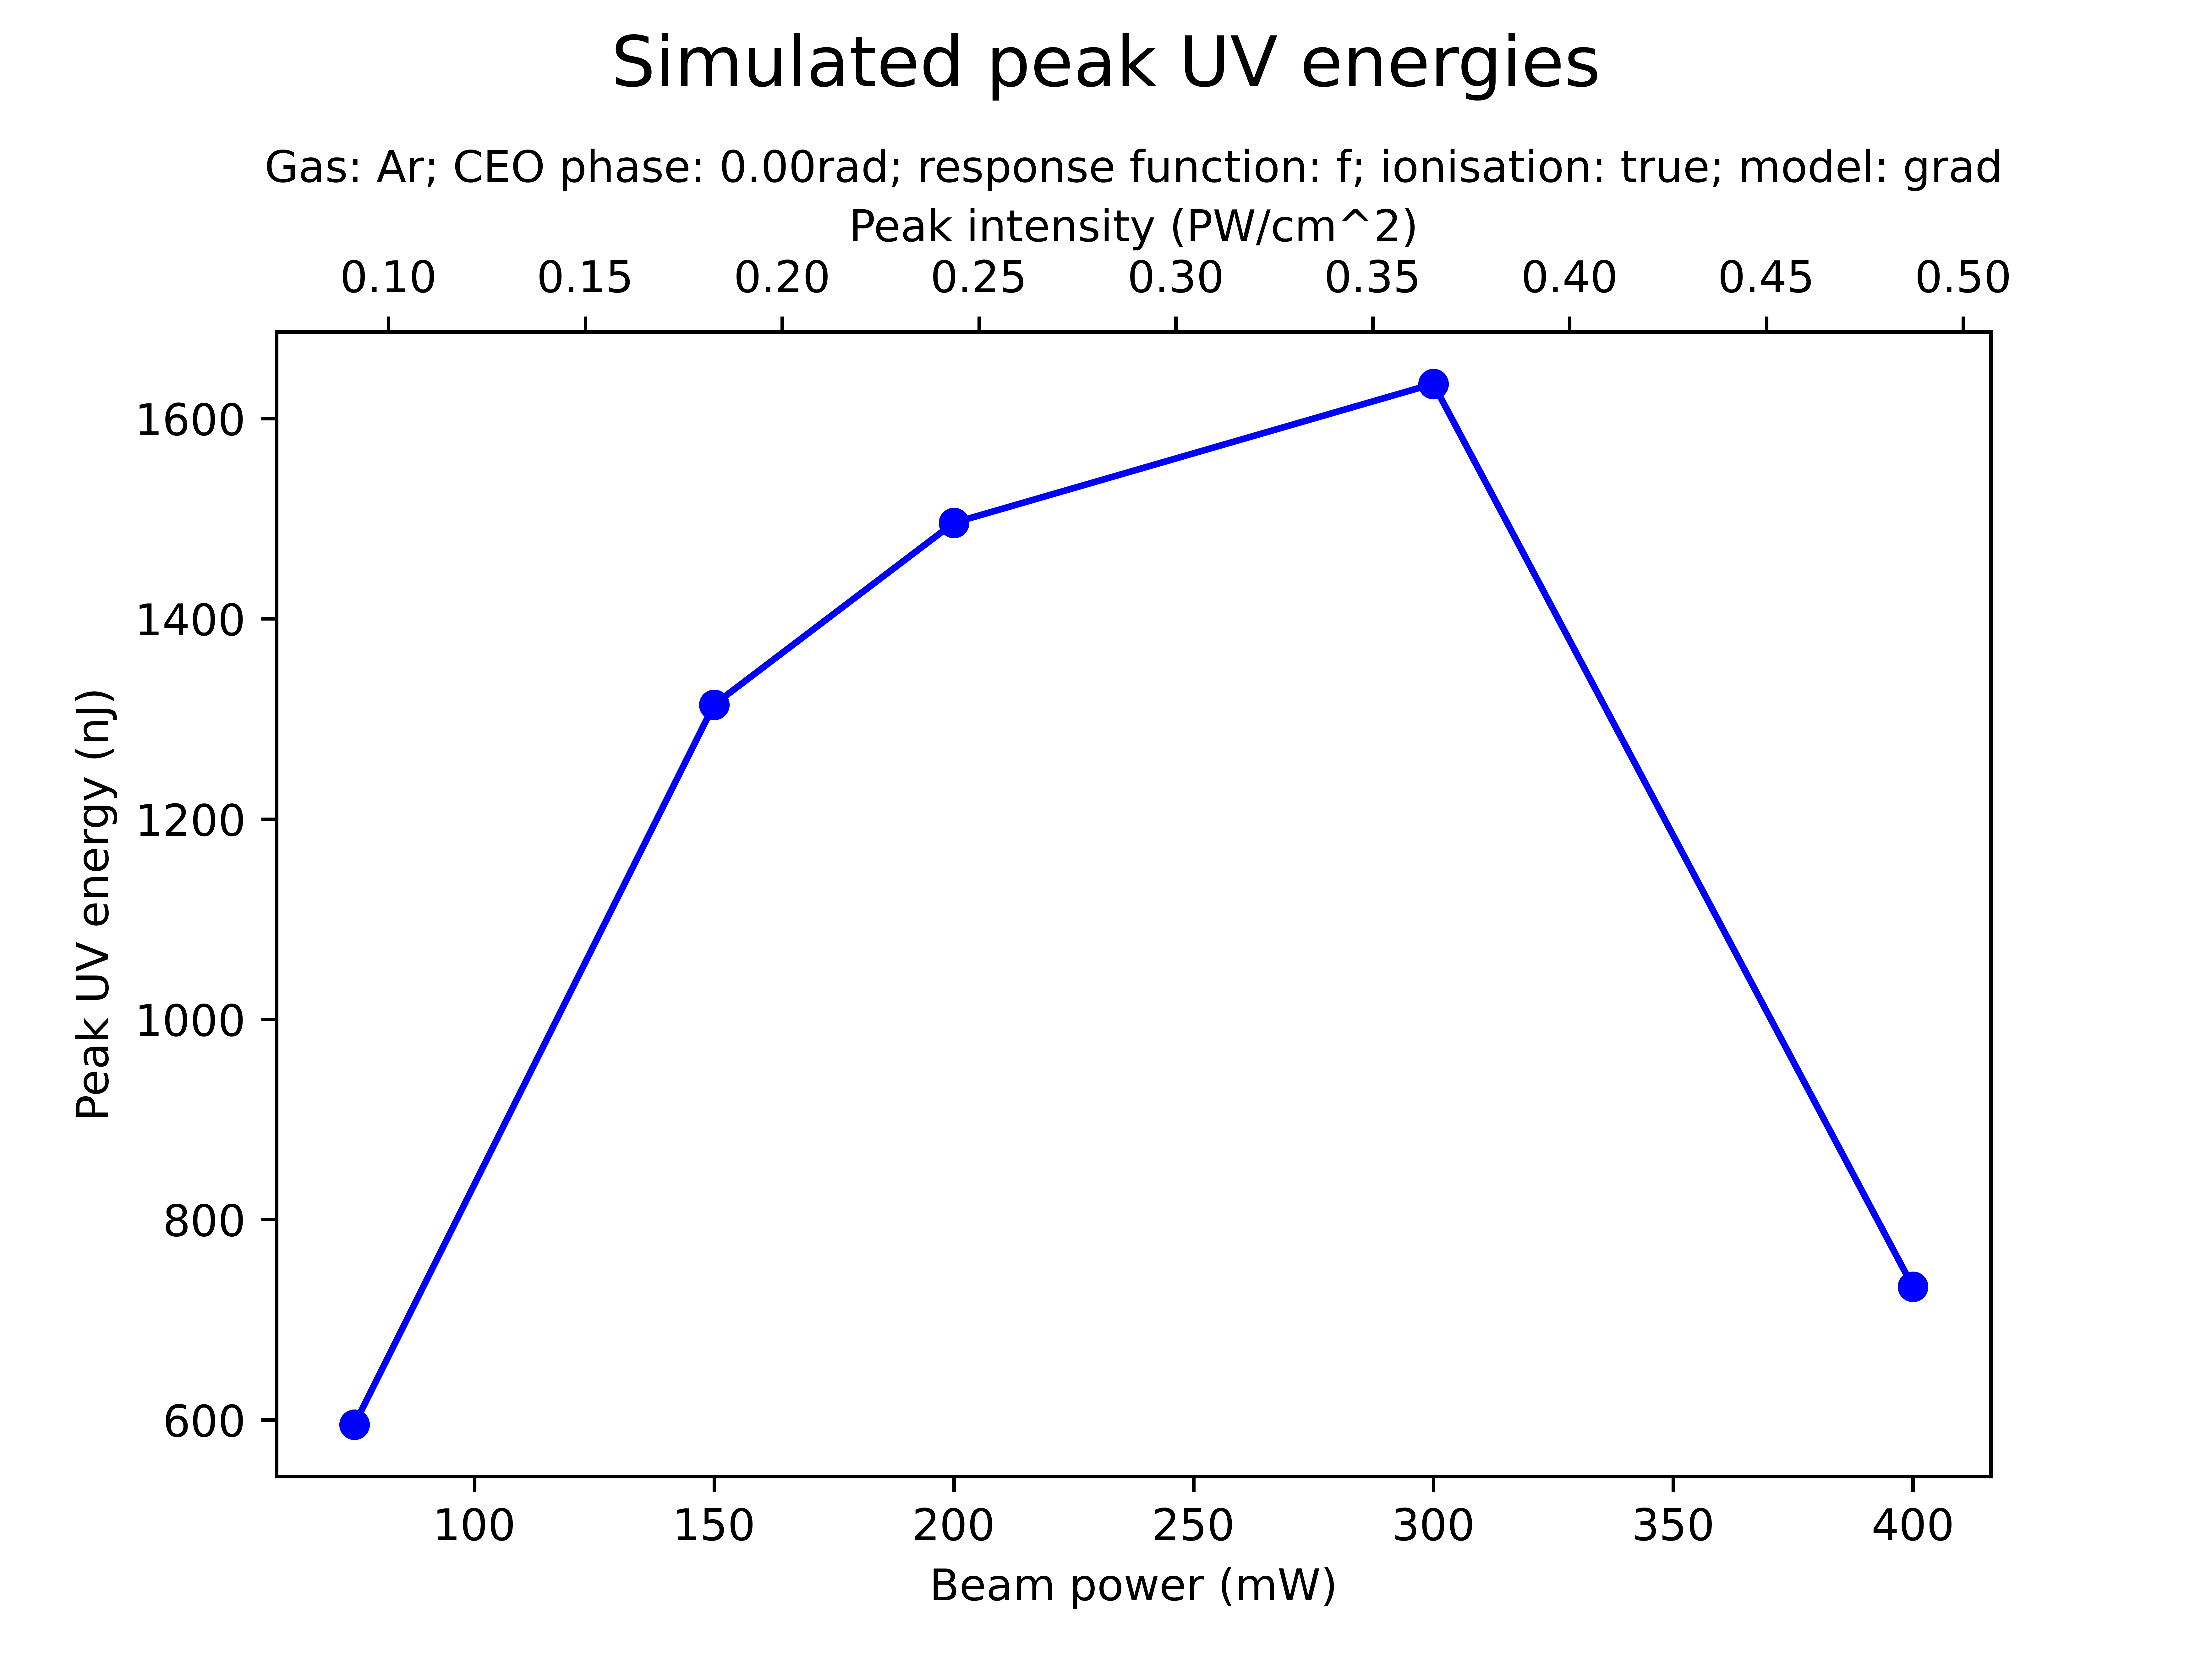 Simulated peak UV energies
Gas: Ar; CEO phase: 0.00rad; response function: f; ionisation: true; model: grad
Peak intensity (PW/cm^2)
0.10 0.15 0.20 0.25 0.30 0.35 0.40 0.45 0.50
1600
1400
1200
1000
800
600
Peak UV energy (nJ)
100 150 200 250 300 350 400
Beam power (mW)